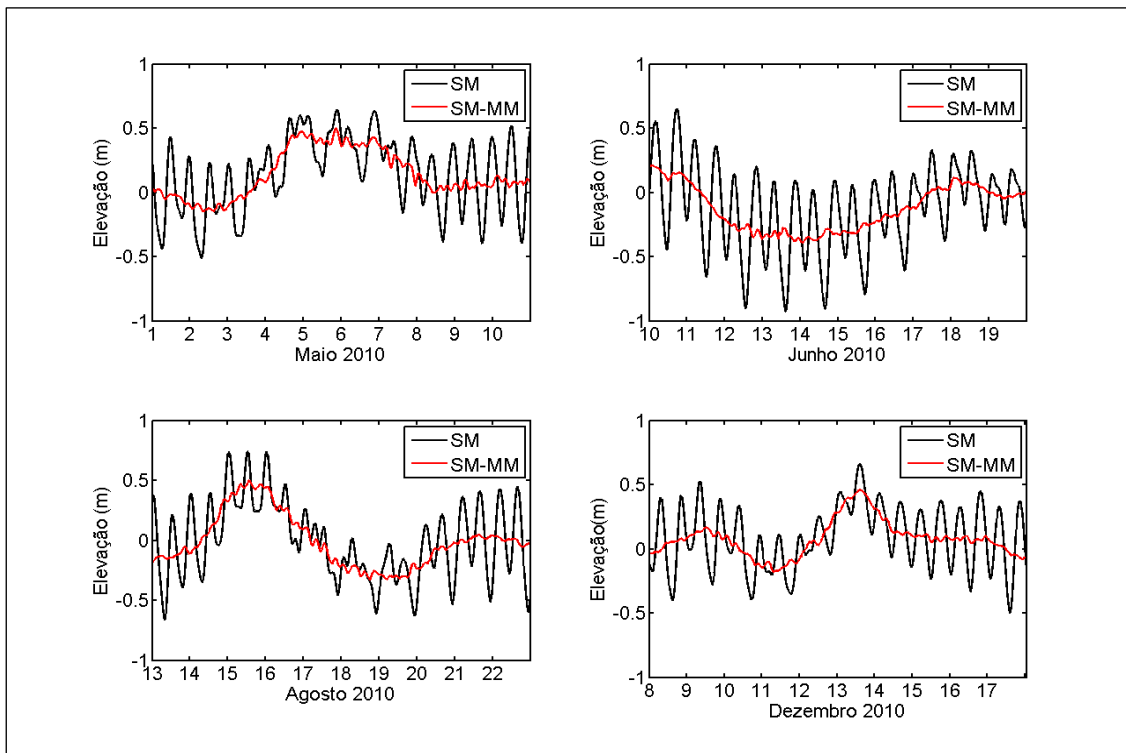 Elevação (m)
1
0.5
0
-0.5
-1
SM
SM-MM
1 2 3 4 5 6 7 8 9 10
Maio 2010
Elevação (m)
1
0.5
0
-0.5
-1
SM
SM-MM
10 11 12 13 14 15 16 17 18 19
Junho 2010
Elevação (m)
1
0.5
0
-0.5
-1
SM
SM-MM
13 14 15 16 17 18 19 20 21 22
Agosto 2010
Elevação(m)
1
0.5
0
-0.5
-1
SM
SM-MM
8 9 10 11 12 13 14 15 16 17
Dezembro 2010